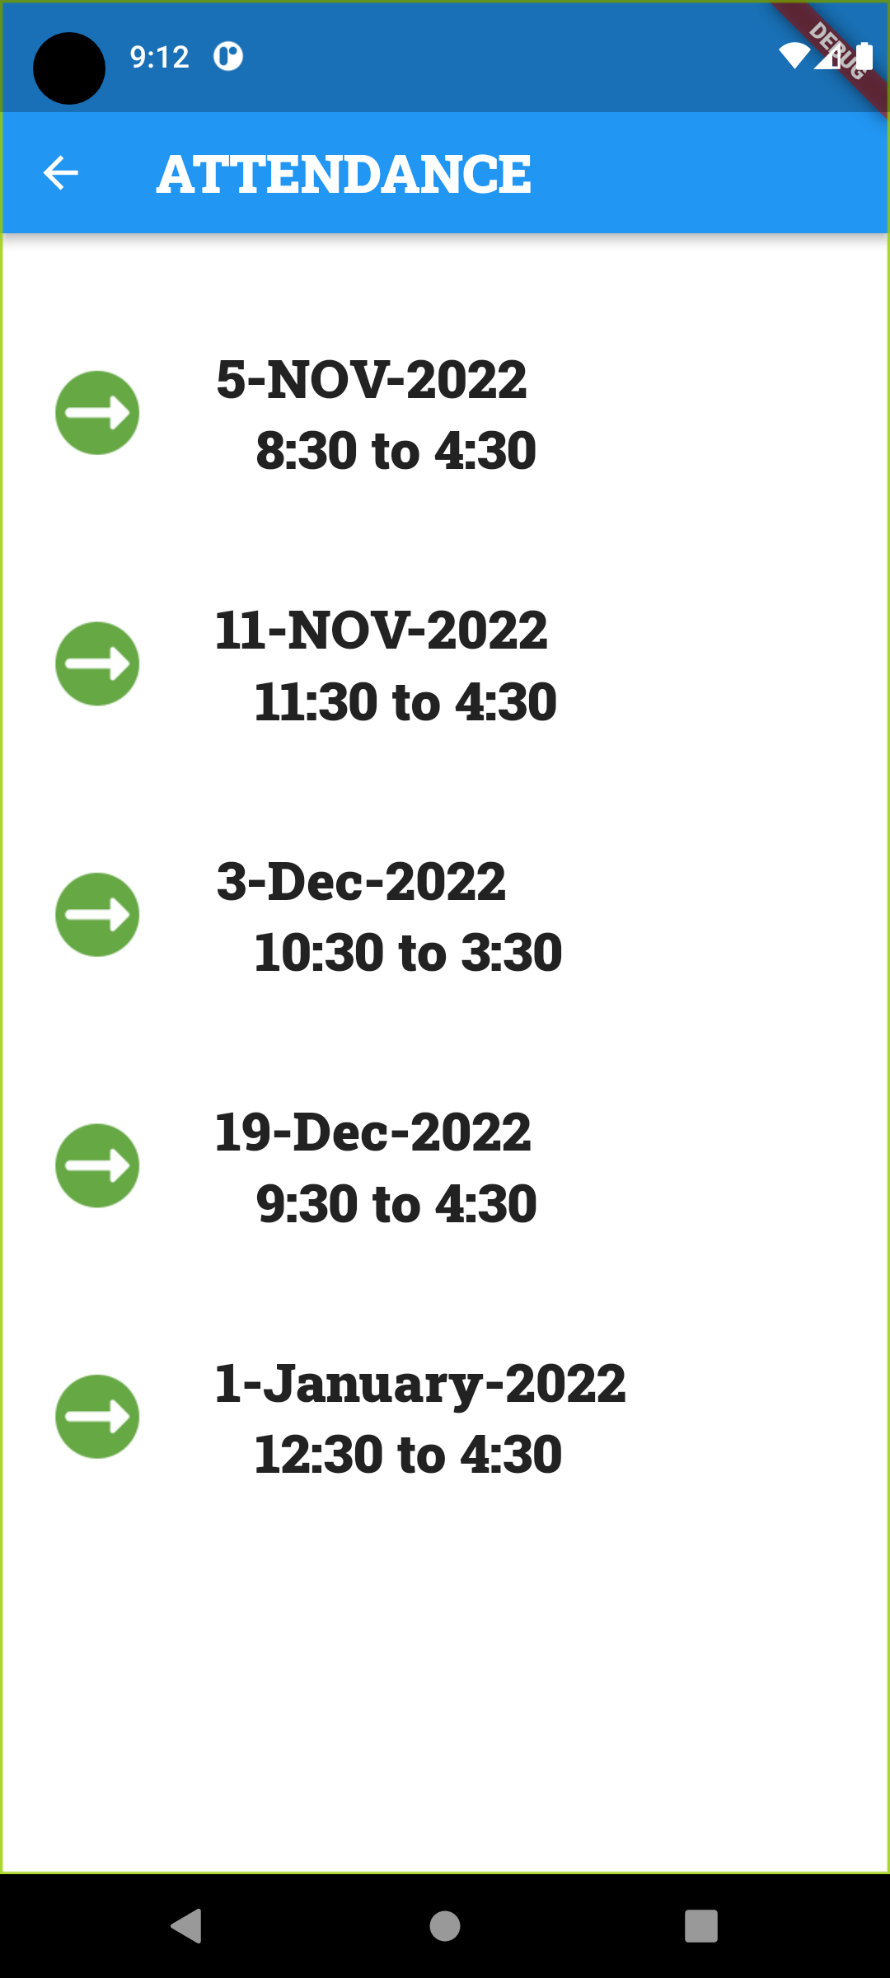 9:12
DEBUG
ATTENDANCE
5-NOV-2022
8:30 to 4:30
11-NOV-2022
11:30 to 4:30
3-Dec-2022
10:30 to 3:30
19-Dec-2022
9:30 to 4:30
1-January-2022
12:30 to 4:30